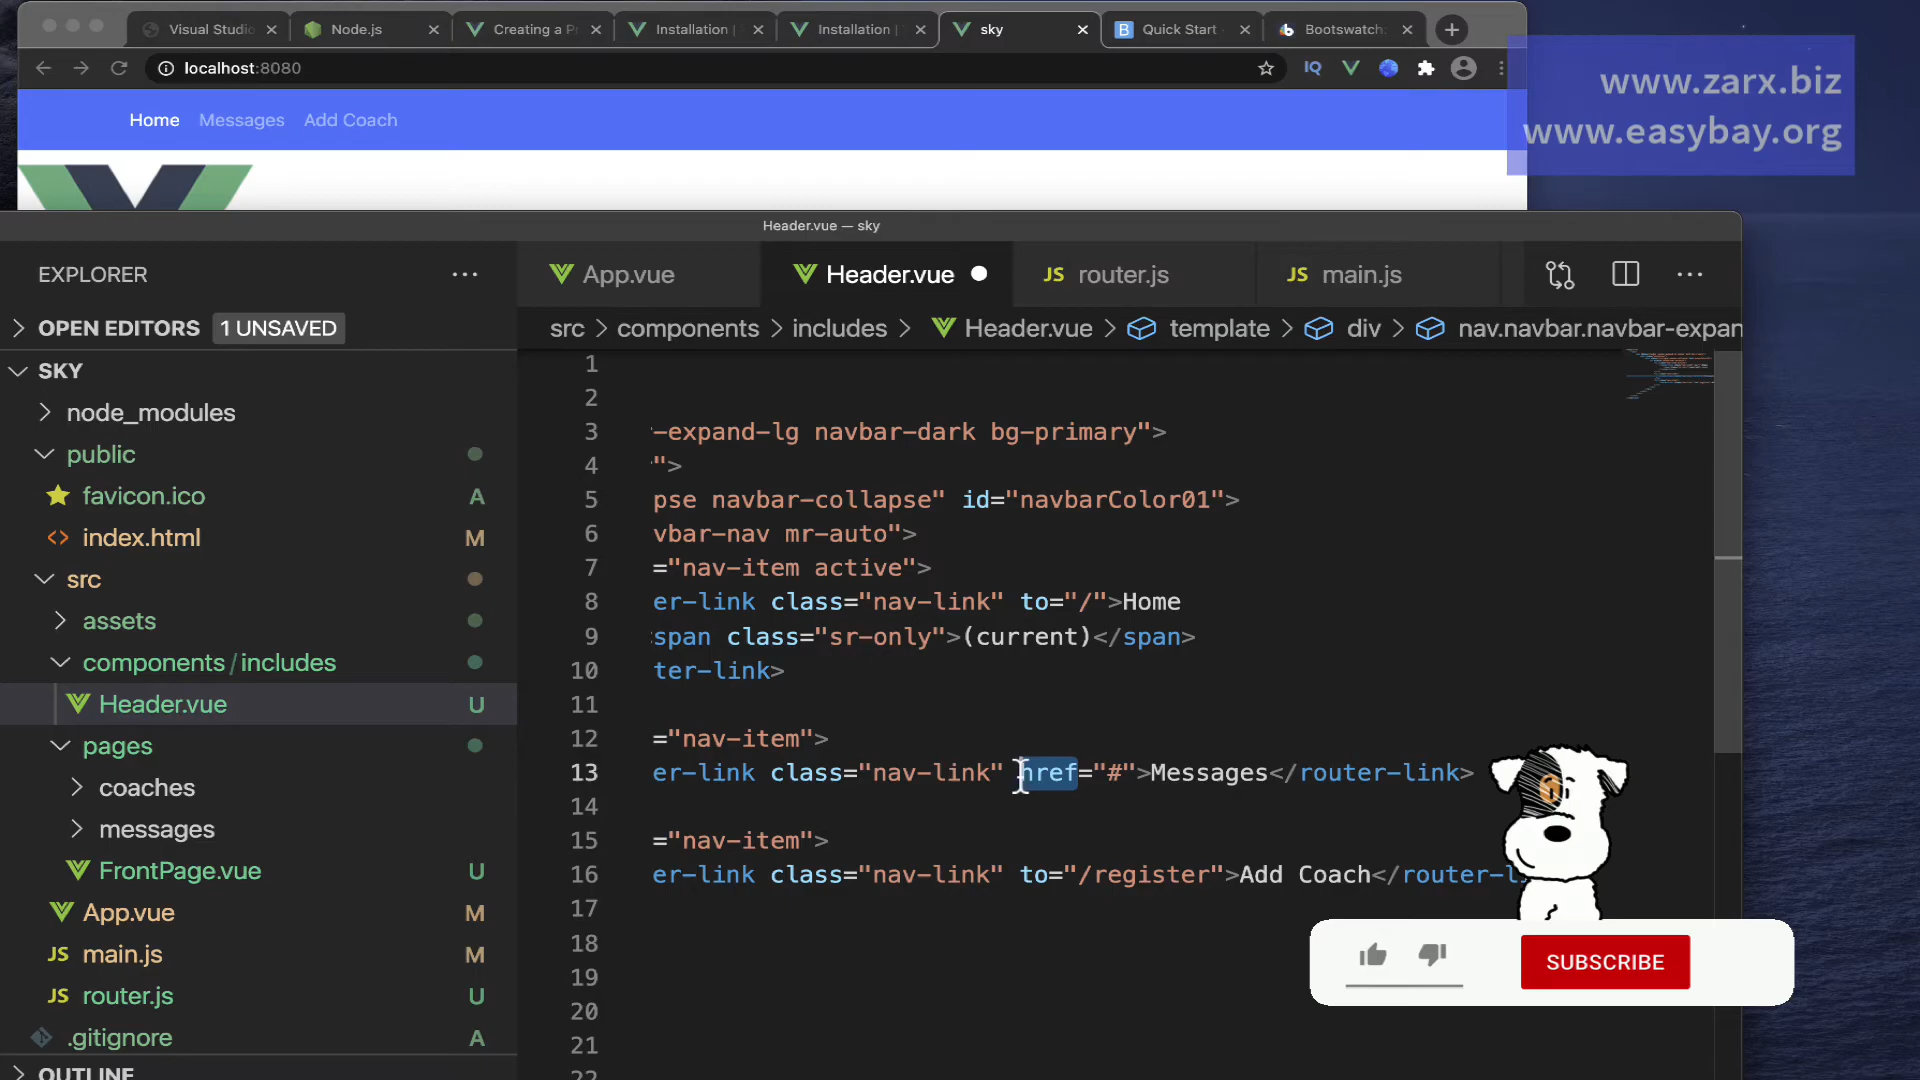 Visual Studio
Node.js
Creating a Pr
Installation |
Installation |
sky
Quick Start
Bootswatch:
localhost:8080
IQ
Home Messages Add Coach
www.zarx.biz
www.easybay.org
Header.vue — sky
EXPLORER
OPEN EDITORS 1 UNSAVED
SKY
node_modules
public
favicon.ico A
index.html M
src
assets
components/includes
Header.vue U
pages
coaches
messages
FrontPage.vue U
App.vue M
main.js M
router.js U
.gitignore A
OUTLINE
App.vue
Header.vue
JS router.js
JS main.js
src > components > includes > Header.vue > template > div > nav.navbar.navbar-expan
1
2
3 -expand-lg navbar-dark bg-primary">
4 ">
5 pse navbar-collapse" id="navbarColor01">
6 vbar-nav mr-auto">
7 ="nav-item active">
8 er-link class="nav-link" to="/">Home
9 span class="sr-only">(current)</span>
10 ter-link>
11
12 ="nav-item">
13 er-link class="nav-link" href="#">Messages</router-link>
14
15 ="nav-item">
16 er-link class="nav-link" to="/register">Add Coach</router-l
17
18
19
20
21
22
SUBSCRIBE